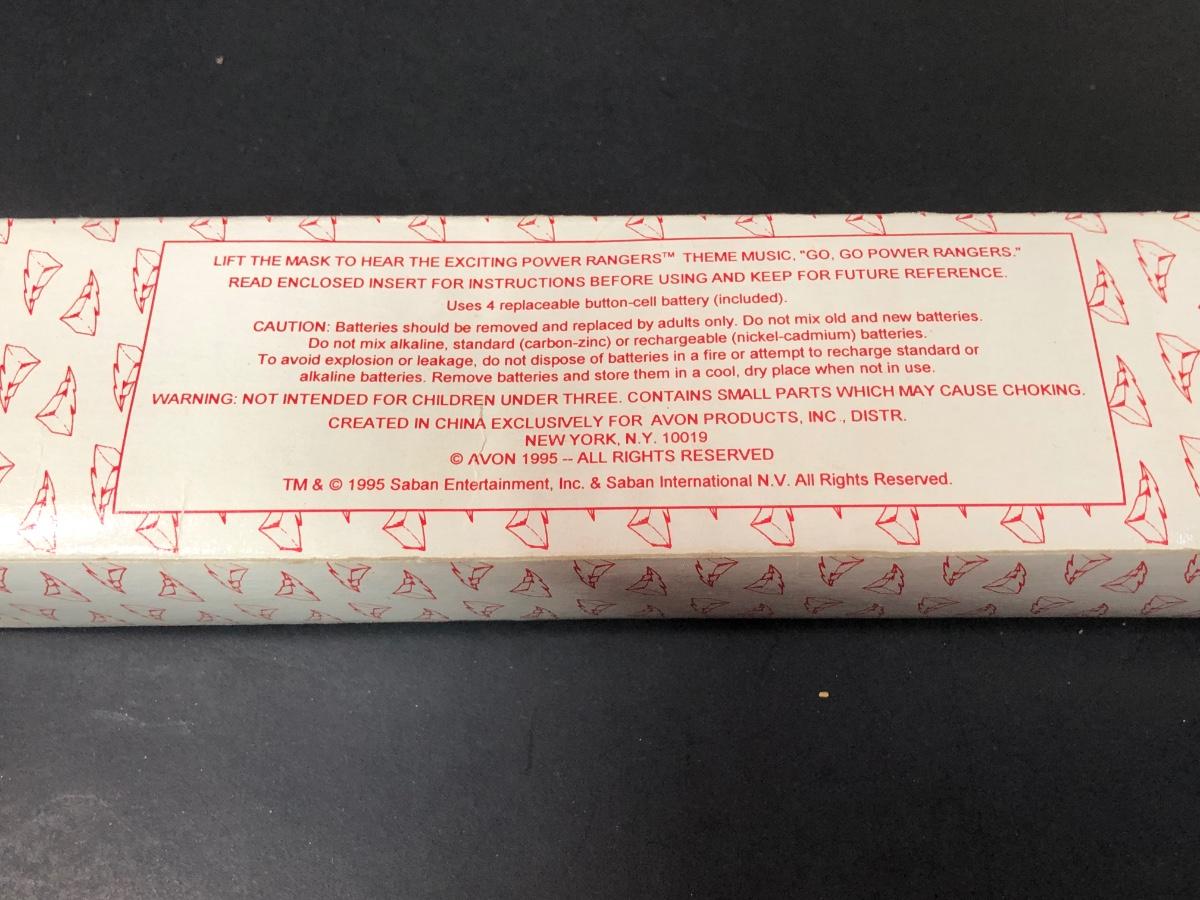 LIFT THE MASK TO HEAR THE EXCITING POWER RANGERS™ THEME MUSIC, "GO, GO POWER RANGERS."
READ ENCLOSED INSERT FOR INSTRUCTIONS BEFORE USING AND KEEP FOR FUTURE REFERENCE.
Uses 4 replaceable button-cell battery (included).
CAUTION: Batteries should be removed and replaced by adults only. Do not mix old and new batteries.
Do not mix alkaline, standard (carbon-zinc) or rechargeable (nickel-cadmium) batteries.
To avoid explosion or leakage, do not dispose of batteries in a fire or attempt to recharge standard or
alkaline batteries. Remove batteries and store them in a cool, dry place when not in use.
WARNING: NOT INTENDED FOR CHILDREN UNDER THREE. CONTAINS SMALL PARTS WHICH MAY CAUSE CHOKING.
CREATED IN CHINA EXCLUSIVELY FOR AVON PRODUCTS, INC., DISTR.
NEW YORK, N.Y. 10019
© AVON 1995 -- ALL RIGHTS RESERVED
TM & © 1995 Saban Entertainment, Inc. & Saban International N.V. All Rights Reserved.